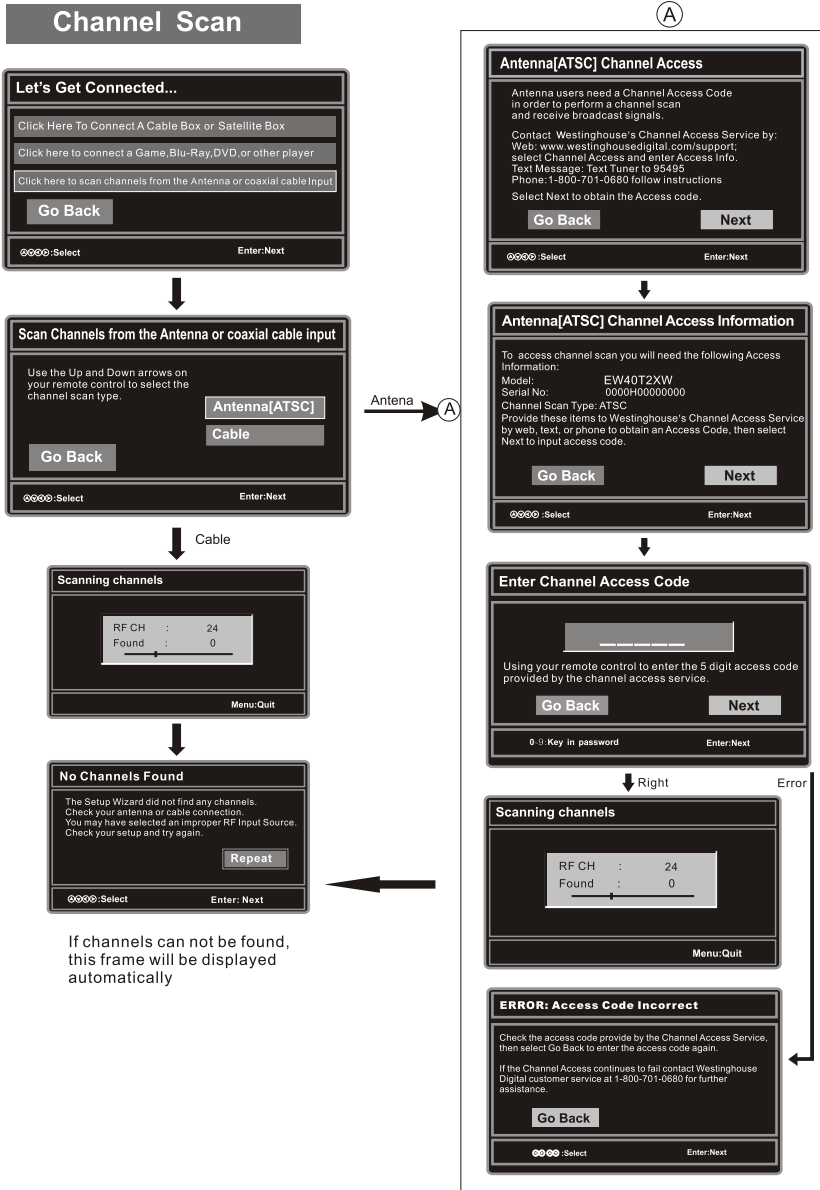 Channel Scan
Let's Get Connected...
Click Here To Connect A Cable Box or Satellite Box
Click here to connect a Game,Blu-Ray,DVD,or other player
Click here to scan channels from the Antenna or coaxial cable Input
Go Back
:Select Enter:Next
Scan Channels from the Antenna or coaxial cable input
Use the Up and Down arrows on
your remote control to select the
channel scan type.
Antenna[ATSC]
Cable
Go Back
:Select Enter:Next
Antena
A
Cable
Scanning channels
RF CH : 24
Found : 0
Menu:Quit
No Channels Found
The Setup Wizard did not find any channels.
Check your antenna or cable connection.
You may have selected an improper RF Input Source.
Check your setup and try again.
Repeat
:Select Enter: Next
If channels can not be found,
this frame will be displayed
automatically
A
Antenna[ATSC] Channel Access
Antenna users need a Channel Access Code
in order to perform a channel scan
and receive broadcast signals.
Contact Westinghouse's Channel Access Service by:
Web: www.westinghousedigital.com/support;
select Channel Access and enter Access Info.
Text Message: Text Tuner to 95495
Phone:1-800-701-0680 follow instructions
Select Next to obtain the Access code.
Go Back Next
:Select Enter:Next
Antenna[ATSC] Channel Access Information
To access channel scan you will need the following Access
Information:
Model: EW40T2XW
Serial No: 0000H00000000
Channel Scan Type: ATSC
Provide these items to Westinghouse's Channel Access Service
by web, text, or phone to obtain an Access Code, then select
Next to input access code.
Go Back Next
:Select Enter:Next
Enter Channel Access Code
_____
Using your remote control to enter the 5 digit access code
provided by the channel access service.
Go Back Next
0-9:Key in password Enter:Next
Right Error
Scanning channels
RF CH : 24
Found : 0
Menu:Quit
ERROR: Access Code Incorrect
Check the access code provide by the Channel Access Service,
then select Go Back to enter the access code again.
If the Channel Access continues to fail contact Westinghouse
Digital customer service at 1-800-701-0680 for further
assistance.
Go Back
:Select Enter:Next